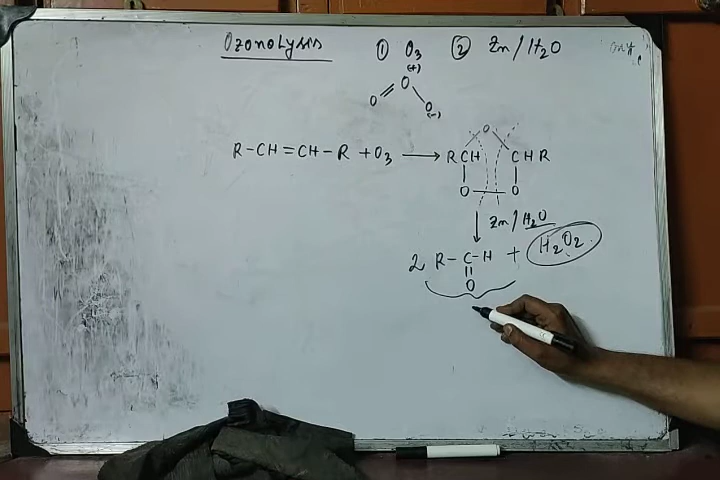 Ozonolysis ① O₃ ② Zn/H₂O
(+)
O
O O
(-)
R-CH=CH-R + O₃ ⟶ RCH O CHR
O O
Zn/H₂O
2 R-C-H + H₂O₂
O